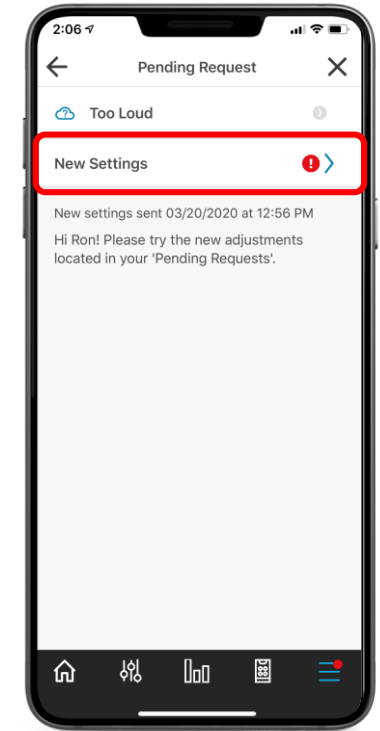 2:06
Pending Request
Too Loud
New Settings
New settings sent 03/20/2020 at 12:56 PM
Hi Ron! Please try the new adjustments
located in your 'Pending Requests'.